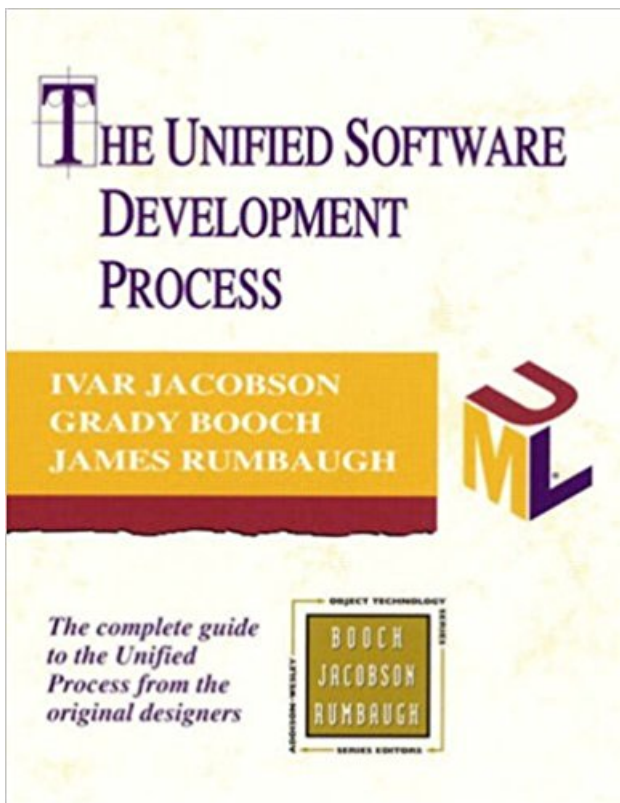 THE UNIFIED SOFTWARE
DEVELOPMENT
PROCESS
IVAR JACOBSON
GRADY BOOCH
JAMES RUMBAUGH
UML
The complete guide
to the Unified
Process from the
original designers
OBJECT TECHNOLOGY
SERIES
BOOCH
JACOBSON
RUMBAUGH
ADDISON-WESLEY
SERIES EDITORS